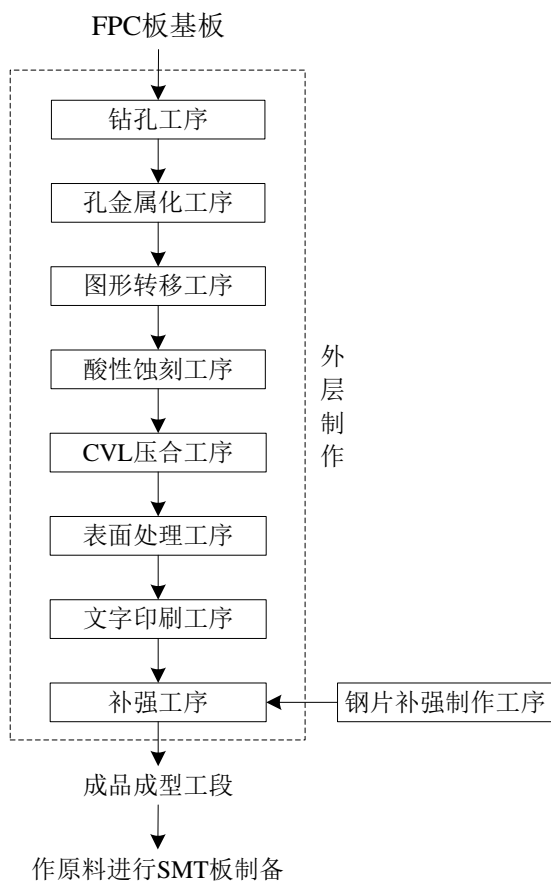 FPC板基板
钻孔工序
孔金属化工序
图形转移工序
酸性蚀刻工序
外层制作
CVL压合工序
表面处理工序
文字印刷工序
补强工序
钢片补强制作工序
成品成型工段
作原料进行SMT板制备